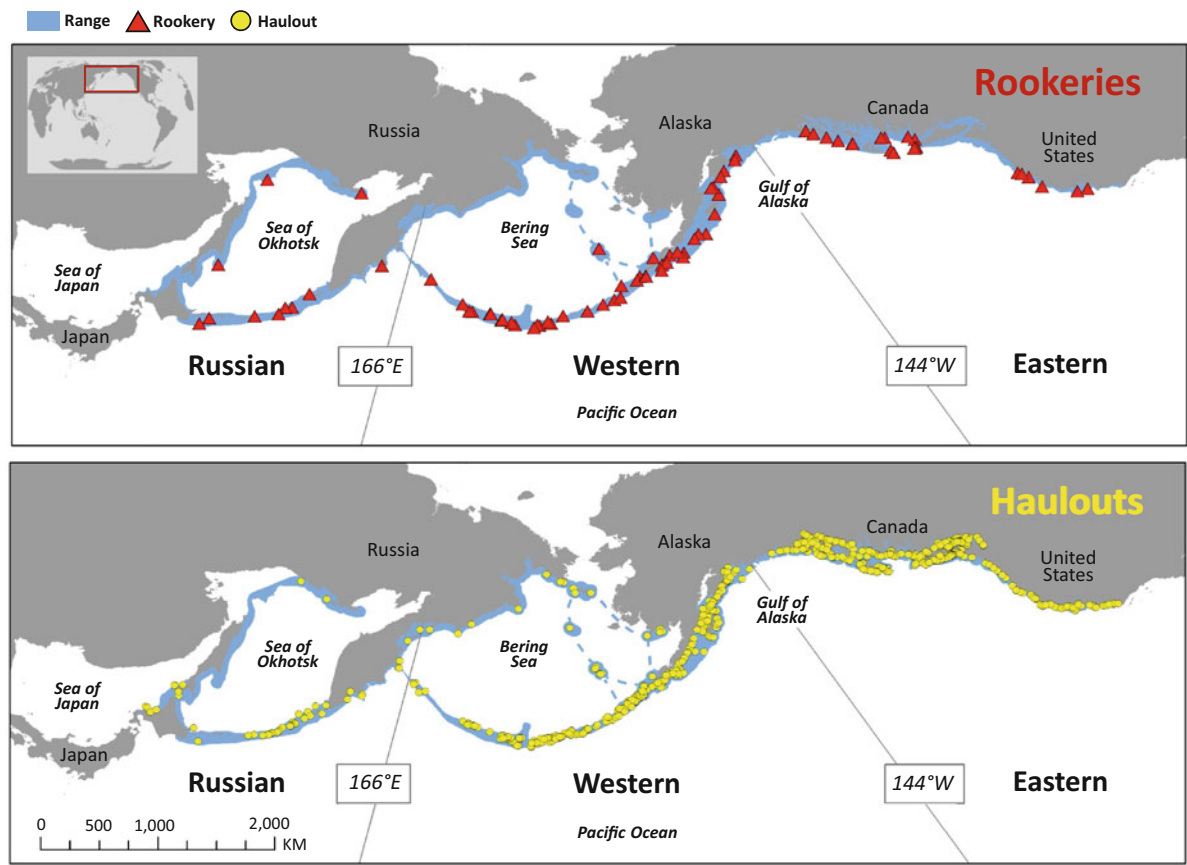 Range Rookery Haulout
Rookeries
Canada
Alaska
Russia
United
States
Gulf of
Alaska
Sea of
Okhotsk
Bering
Sea
Sea of
Japan
Japan
Russian
166°E
Western
144°W
Eastern
Pacific Ocean
Haulouts
Canada
Alaska
Russia
United
States
Gulf of
Alaska
Sea of
Okhotsk
Bering
Sea
Sea of
Japan
Japan
Russian
166°E
Western
144°W
Eastern
0 500 1,000 2,000
KM
Pacific Ocean